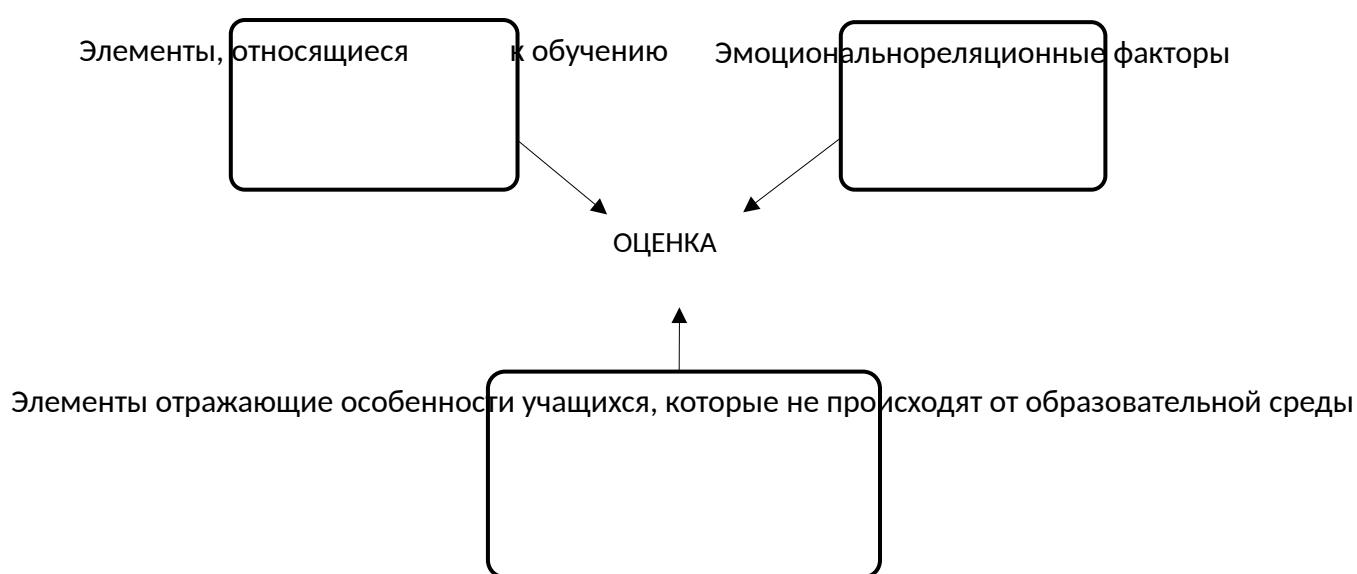 Элементы, относящиеся к обучению
Эмоциональнореляционные факторы
ОЦЕНКА
Элементы отражающие особенности учащихся, которые не происходят от образовательной среды